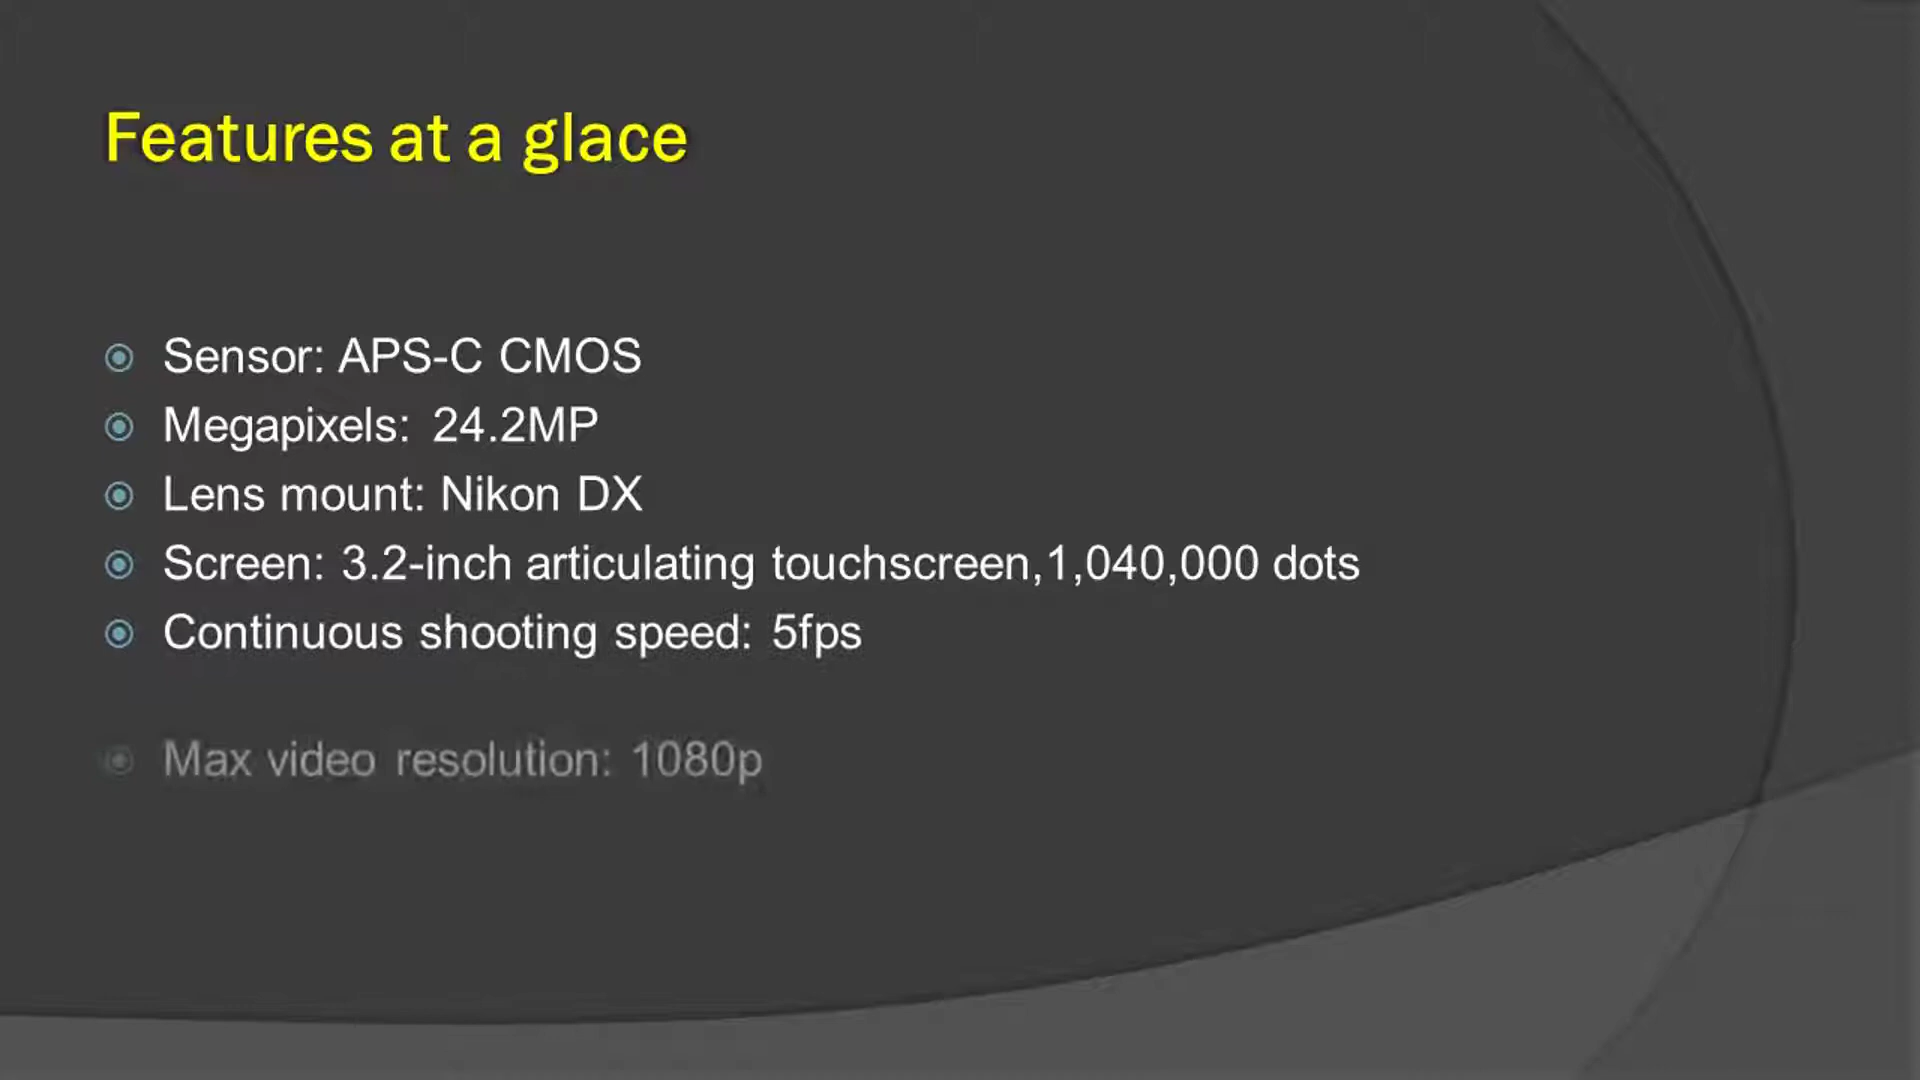 Features at a glace
Sensor: APS-C CMOS
Megapixels: 24.2MP
Lens mount: Nikon DX
Screen: 3.2-inch articulating touchscreen,1,040,000 dots
Continuous shooting speed: 5fps
Max video resolution: 1080p